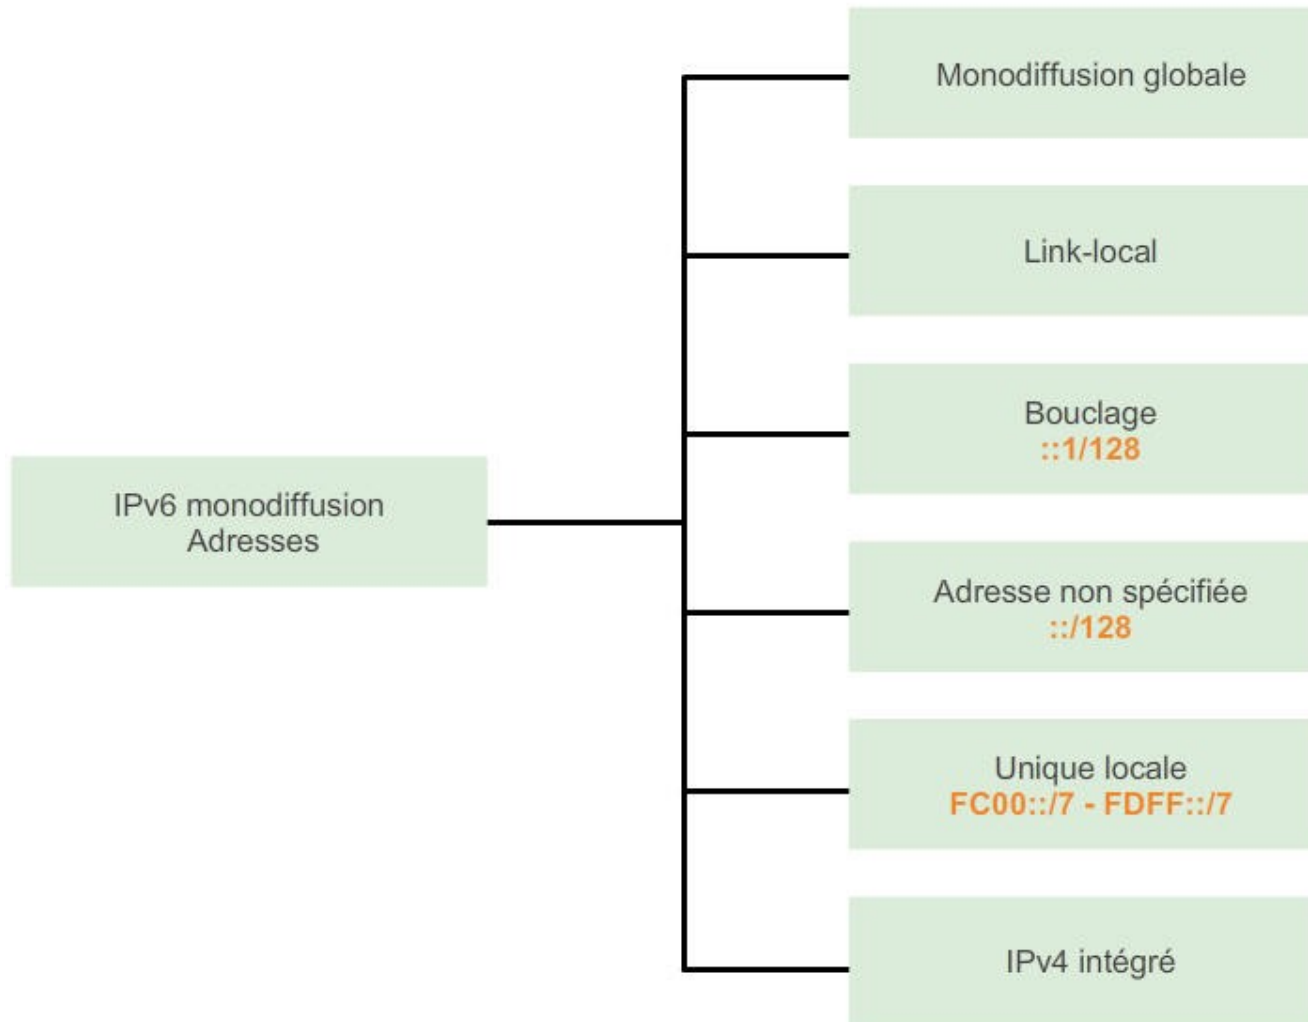 Monodiffusion globale
Link-local
Bouclage
::1/128
IPv6 monodiffusion
Adresses
Adresse non spécifiée
::/128
Unique locale
FC00::/7 - FDFF::/7
IPv4 intégré